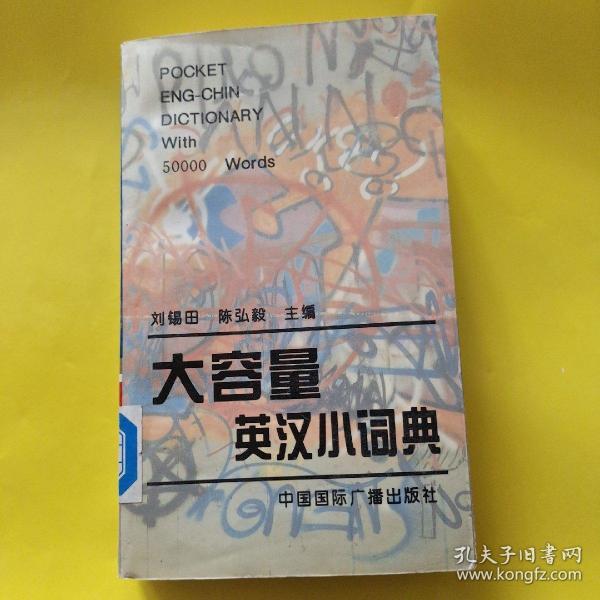 POCKET
ENG-CHIN
DICTIONARY
With
50000 Words
刘锡田 陈弘毅 主编
大容量
英汉小词典
中国国际广播出版社
孔夫子旧書网
www.kongfz.com